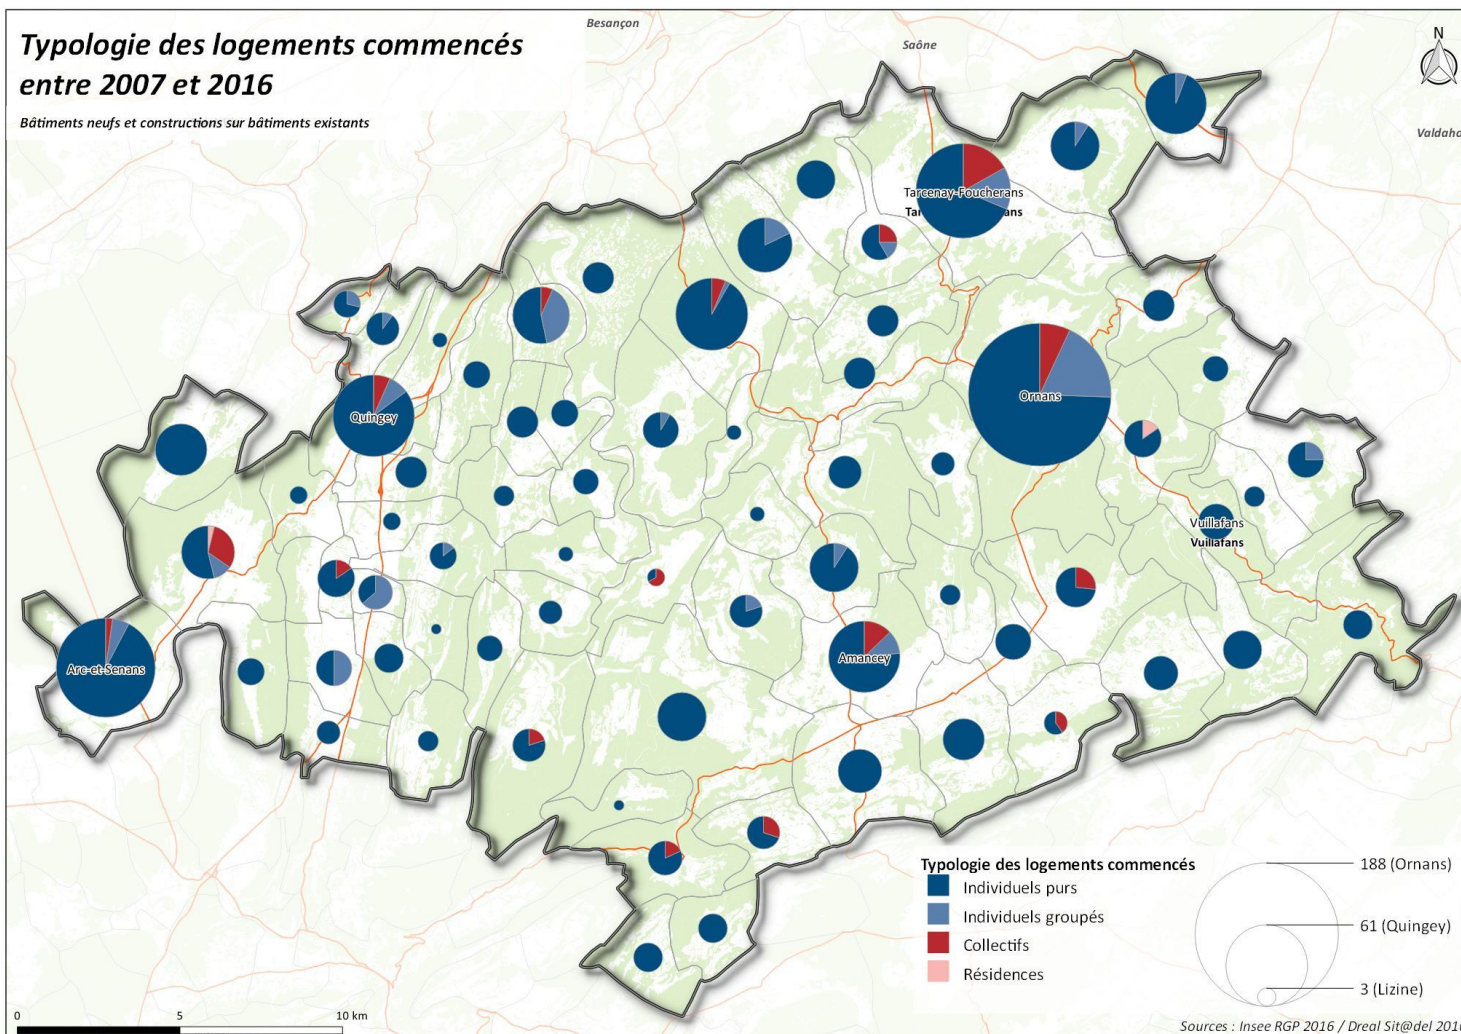 Typologie des logements commencés
entre 2007 et 2016
Bâtiments neufs et constructions sur bâtiments existants
Besançon
Saône
N
Valdaho
Tarcenay-Foucherans
Quingey
Ornans
Vuillafans
Vuillafans
Arc-et-Senans
Amancey
Typologie des logements commencés
Individuels purs
Individuels groupés
Collectifs
Résidences
188 (Ornans)
61 (Quingey)
3 (Lizine)
0 5 10 km
Sources : Insee RGP 2016 / Dreal Sit@del 2016